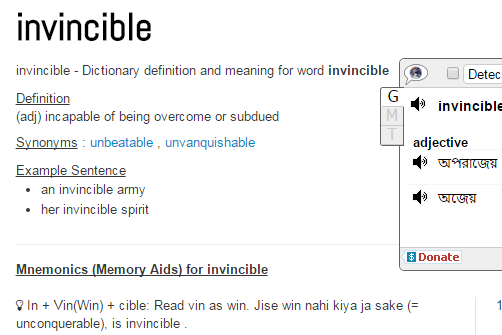 invincible
invincible - Dictionary definition and meaning for word invincible
Definition
(adj) incapable of being overcome or subdued
Synonyms : unbeatable , unvanquishable
Example Sentence
• an invincible army
• her invincible spirit
Mnemonics (Memory Aids) for invincible
In + Vin(Win) + cible: Read vin as win. Jise win nahi kiya ja sake (=
unconquerable), is invincible .
Detec
G
M
T
invincible
adjective
অপরাজেয়
অজেয়
$ Donate
1